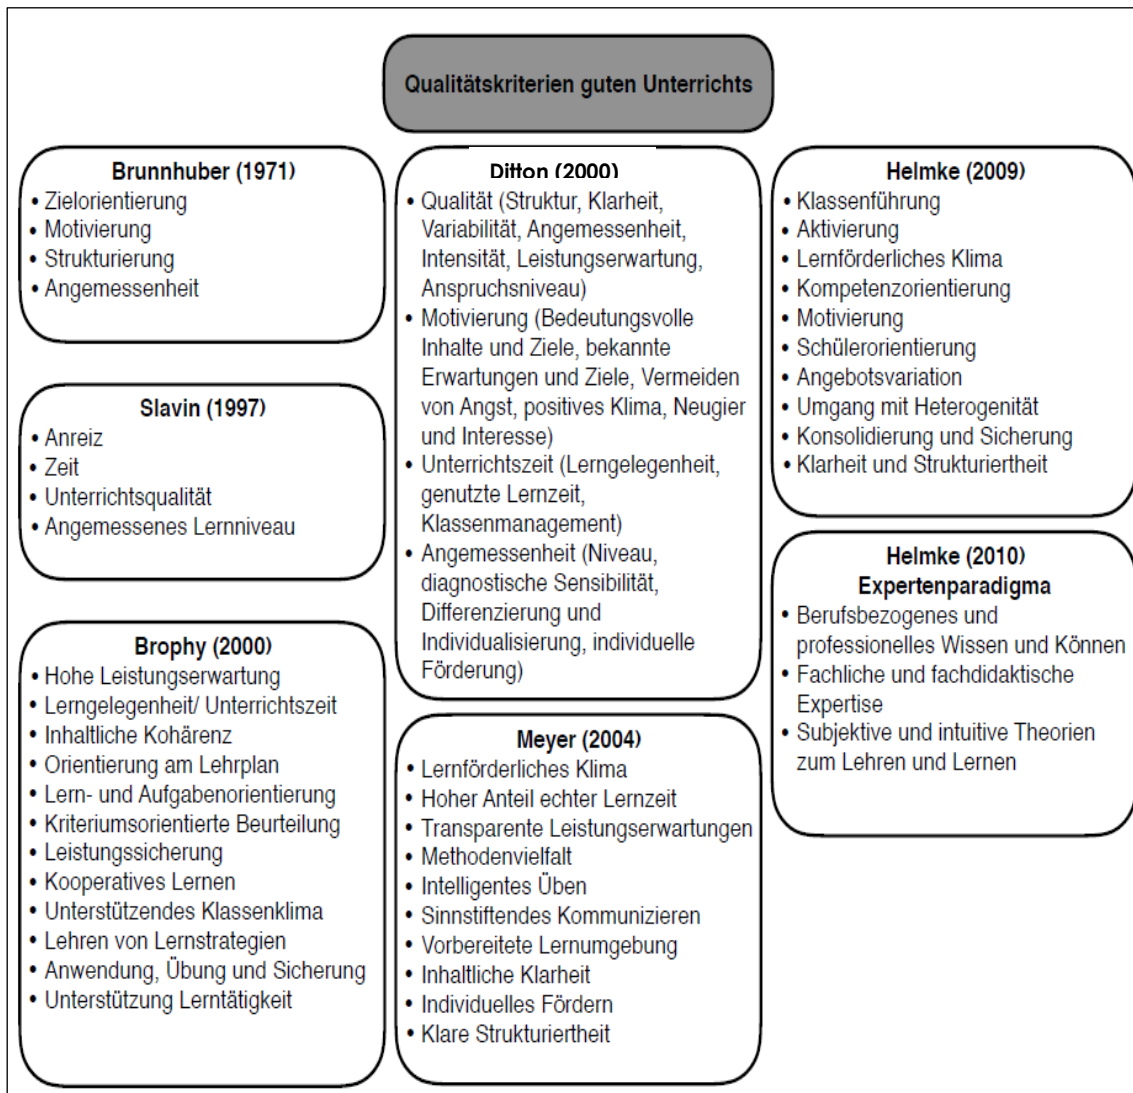 Qualitätskriterien guten Unterrichts
Brunnhuber (1971)
• Zielorientierung
• Motivierung
• Strukturierung
• Angemessenheit
Slavin (1997)
• Anreiz
• Zeit
• Unterrichtsqualität
• Angemessenes Lernniveau
Brophy (2000)
• Hohe Leistungserwartung
• Lerngelegenheit/ Unterrichtszeit
• Inhaltliche Kohärenz
• Orientierung am Lehrplan
• Lern- und Aufgabenorientierung
• Kriteriumsorientierte Beurteilung
• Leistungssicherung
• Kooperatives Lernen
• Unterstützendes Klassenklima
• Lehren von Lernstrategien
• Anwendung, Übung und Sicherung
• Unterstützung Lerntätigkeit
Ditton (2000)
• Qualität (Struktur, Klarheit,
Variabilität, Angemessenheit,
Intensität, Leistungserwartung,
Anspruchsniveau)
• Motivierung (Bedeutungsvolle
Inhalte und Ziele, bekannte
Erwartungen und Ziele, Vermeiden
von Angst, positives Klima, Neugier
und Interesse)
• Unterrichtszeit (Lerngelegenheit,
genutzte Lernzeit,
Klassenmanagement)
• Angemessenheit (Niveau,
diagnostische Sensibilität,
Differenzierung und
Individualisierung, individuelle
Förderung)
Meyer (2004)
• Lernförderliches Klima
• Hoher Anteil echter Lernzeit
• Transparente Leistungserwartungen
• Methodenvielfalt
• Intelligentes Üben
• Sinnstiftendes Kommunizieren
• Vorbereitete Lernumgebung
• Inhaltliche Klarheit
• Individuelles Fördern
• Klare Strukturiertheit
Helmke (2009)
• Klassenführung
• Aktivierung
• Lernförderliches Klima
• Kompetenzorientierung
• Motivierung
• Schülerorientierung
• Angebotsvariation
• Umgang mit Heterogenität
• Konsolidierung und Sicherung
• Klarheit und Strukturiertheit
Helmke (2010)
Expertenparadigma
• Berufsbezogenes und
professionelles Wissen und Können
• Fachliche und fachdidaktische
Expertise
• Subjektive und intuitive Theorien
zum Lehren und Lernen